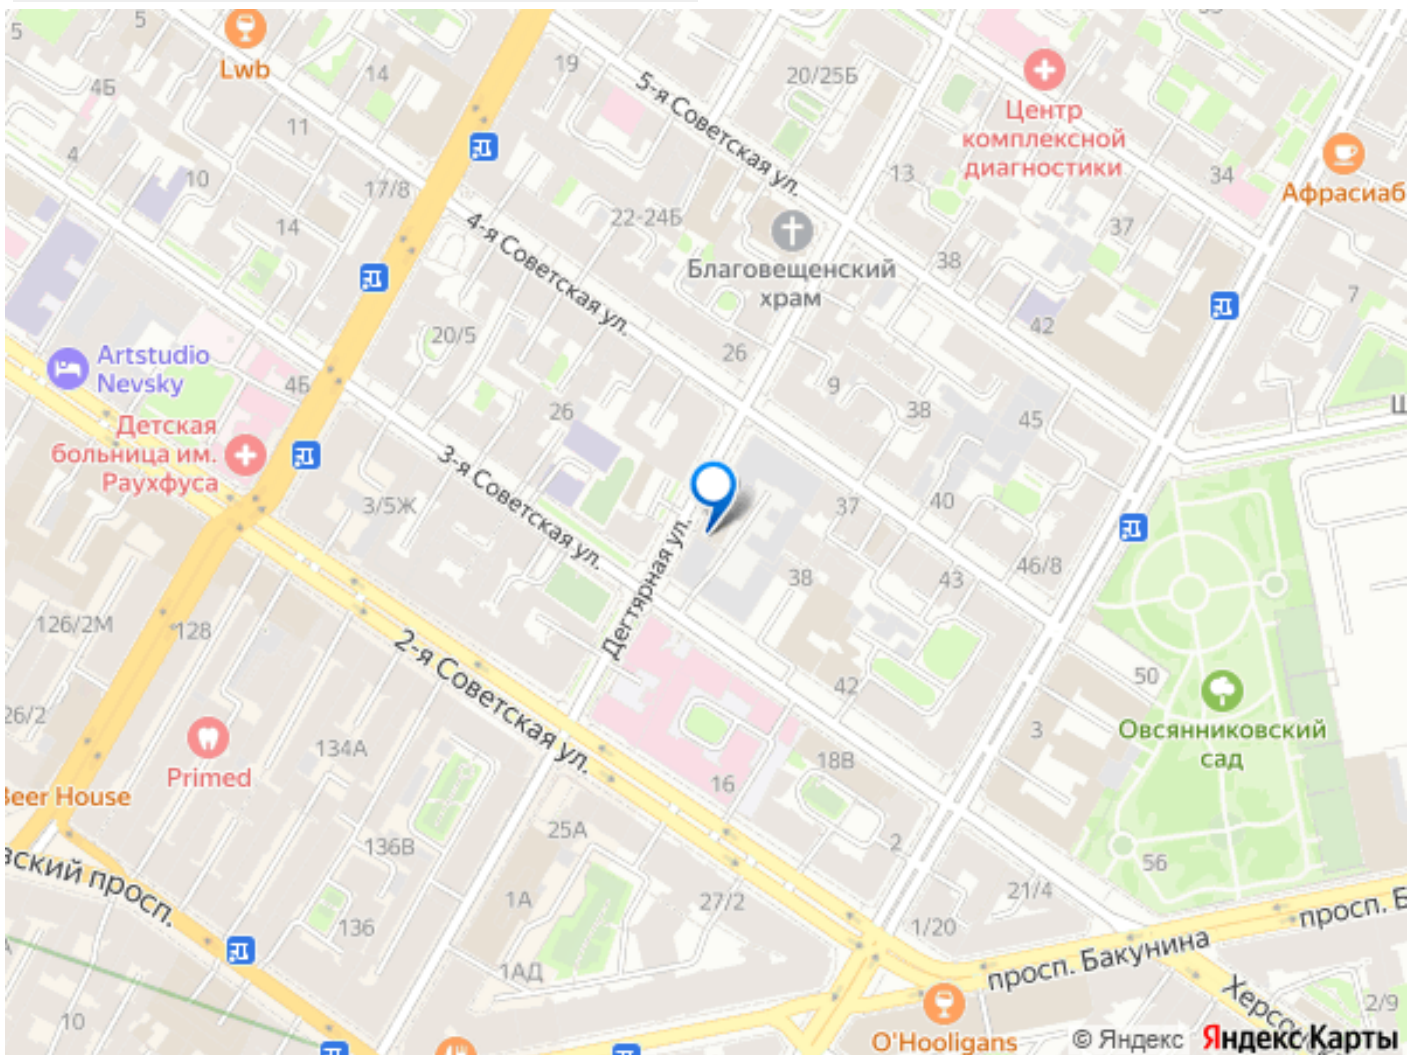 5
5
Lwb
14
19
20/25Б
4Б
5-я Советская ул.
Центр
комплексной
диагностики
11
4
10
17/8
13
34
Афрасиаб
14
22-24Б
4-я Советская ул.
37
38
Благовещенский
храм
7
42
20/5
26
Artstudio
Nevsky
4Б
9
38
45
26
Детская
больница им.
Раухфуса
3-я Советская ул.
3/5Ж
37
40
Дегтярная ул.
38
43
46/8
126/2М
128
2-я Советская ул.
42
50
26/2
3
Овсянниковский
сад
134А
Primed
18В
16
Beer House
25А
136В
2
56
вский просп.
1А
27/2
21/4
136
1/20
просп. Б
просп. Бакунина
1АД
Херсо
2/9
10
O'Hooligans
© Яндекс Яндекс Карты